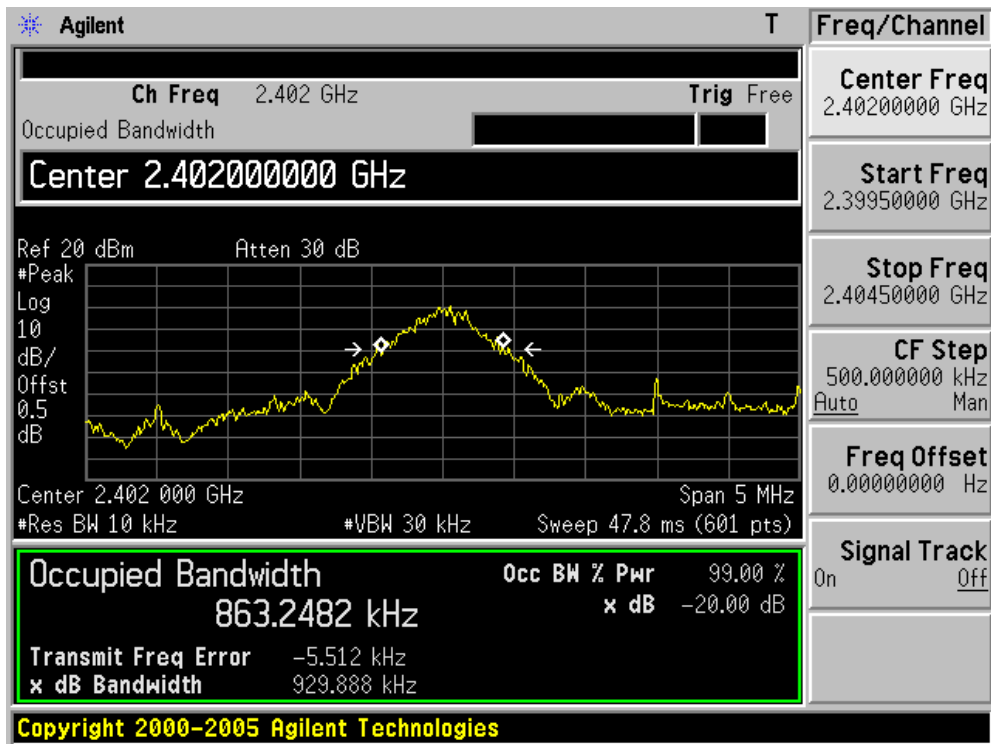 Agilent T
Ch Freq 2.402 GHz Trig Free
Occupied Bandwidth
Center 2.402000000 GHz
Ref 20 dBm Atten 30 dB
#Peak
Log
10
dB/
Offst
0.5
dB
Center 2.402 000 GHz Span 5 MHz
#Res BW 10 kHz #VBW 30 kHz Sweep 47.8 ms (601 pts)
Occupied Bandwidth
863.2482 kHz
Occ BW % Pwr 99.00 %
x dB -20.00 dB
Transmit Freq Error -5.512 kHz
x dB Bandwidth 929.888 kHz
Copyright 2000-2005 Agilent Technologies
Freq/Channel
Center Freq
2.40200000 GHz
Start Freq
2.39950000 GHz
Stop Freq
2.40450000 GHz
CF Step
500.000000 kHz
Auto Man
Freq Offset
0.00000000 Hz
Signal Track
On Off